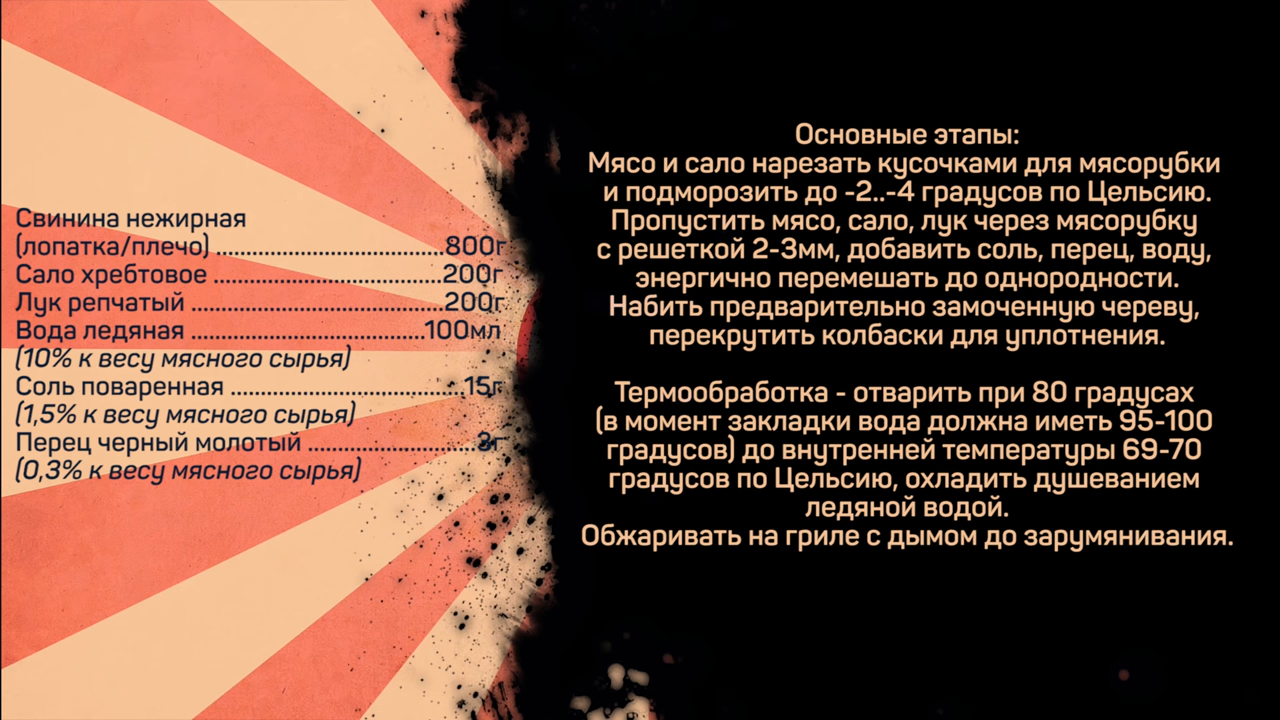 Свинина нежирная
(лопатка/плечо) ........................................800г
Сало хребтовое ........................................200г
Лук репчатый ............................................200г
Вода ледяная .........................................100мл
(10% к весу мясного сырья)
Соль поваренная .........................................15г
(1,5% к весу мясного сырья)
Перец черный молотый .............................3г
(0,3% к весу мясного сырья)
Основные этапы:
Мясо и сало нарезать кусочками для мясорубки
и подморозить до -2..-4 градусов по Цельсию.
Пропустить мясо, сало, лук через мясорубку
с решеткой 2-3мм, добавить соль, перец, воду,
энергично перемешать до однородности.
Набить предварительно замоченную череву,
перекрутить колбаски для уплотнения.
Термообработка - отварить при 80 градусах
(в момент закладки вода должна иметь 95-100
градусов) до внутренней температуры 69-70
градусов по Цельсию, охладить душеванием
ледяной водой.
Обжаривать на гриле с дымом до зарумянивания.